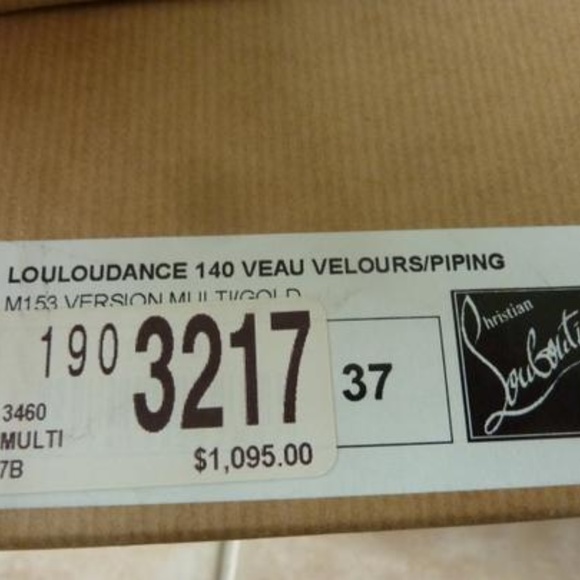 LOULOUDANCE 140 VEAU VELOURS/PIPING
M153 VERSION MULTI/GOLD
190 3217
3460
MULTI
7B
$1,095.00
37
Christian
Loubouti